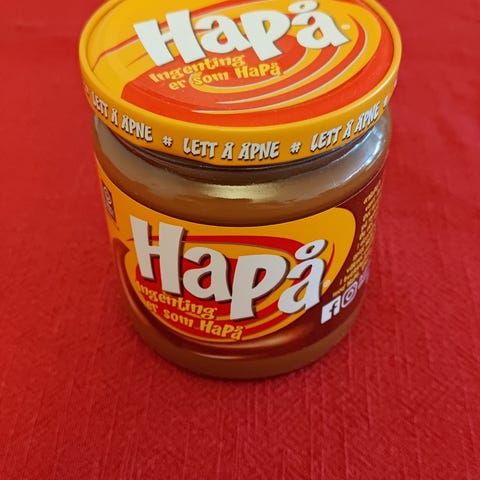 HaPå
Ingenting
er som HaPå
LETT Å ÅPNE # LETT Å ÅPNE # LETT Å ÅPNE
HaPå
Ingenting
er som HaPå